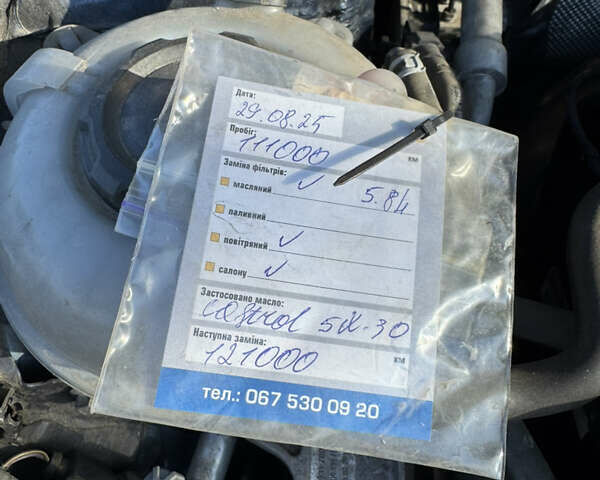 Дата:
29.08.25
Пробіг:
111000 км
Заміна фільтрів:
масляний ✓ 5.8л
паливний
повітряний ✓
салону ✓
Застосовано масло:
Castrol 5W-30
Наступна заміна:
121000 км
тел.: 067 530 09 20